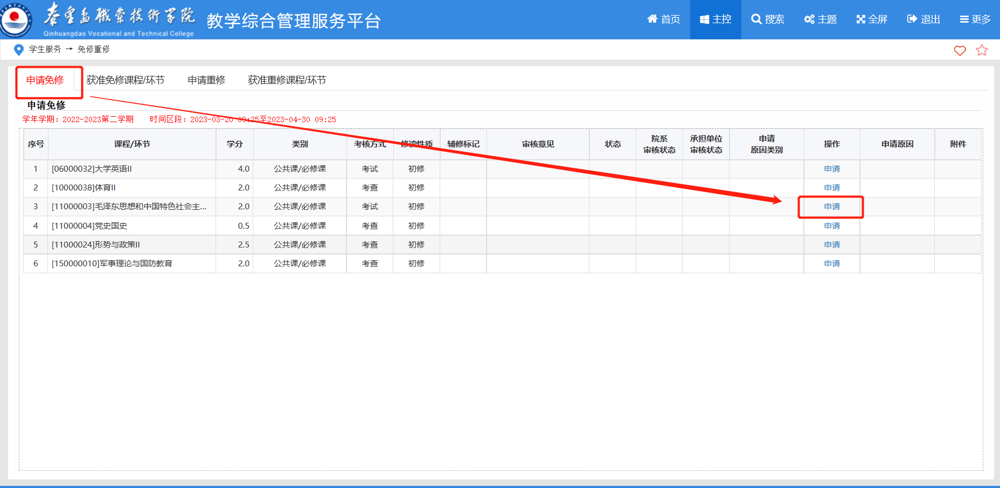 秦皇岛職業技術学院
Qinhuangdao Vocational and Technical College
教学综合管理服务平台
首页 主控 搜索 主题 全屏 退出 更多
学生服务 → 免修重修
申请免修 获准免修课程/环节 申请重修 获准重修课程/环节
申请免修
学年学期：2022-2023第二学期 时间区段：2023-03-20 09:25至2023-04-30 09:25
序号 课程/环节 学分 类别 考核方式 修读性质 辅修标记 审核意见 状态 院系审核状态 承担单位审核状态 申请原因类别 操作 申请原因 附件
1 [06000032]大学英语II 4.0 公共课/必修课 考试 初修 申请
2 [10000038]体育II 2.0 公共课/必修课 考查 初修 申请
3 [11000003]毛泽东思想和中国特色社会主... 2.0 公共课/必修课 考试 初修 申请
4 [11000004]党史国史 0.5 公共课/必修课 考查 初修 申请
5 [11000024]形势与政策II 2.5 公共课/必修课 考查 初修 申请
6 [150000010]军事理论与国防教育 2.0 公共课/必修课 考查 初修 申请